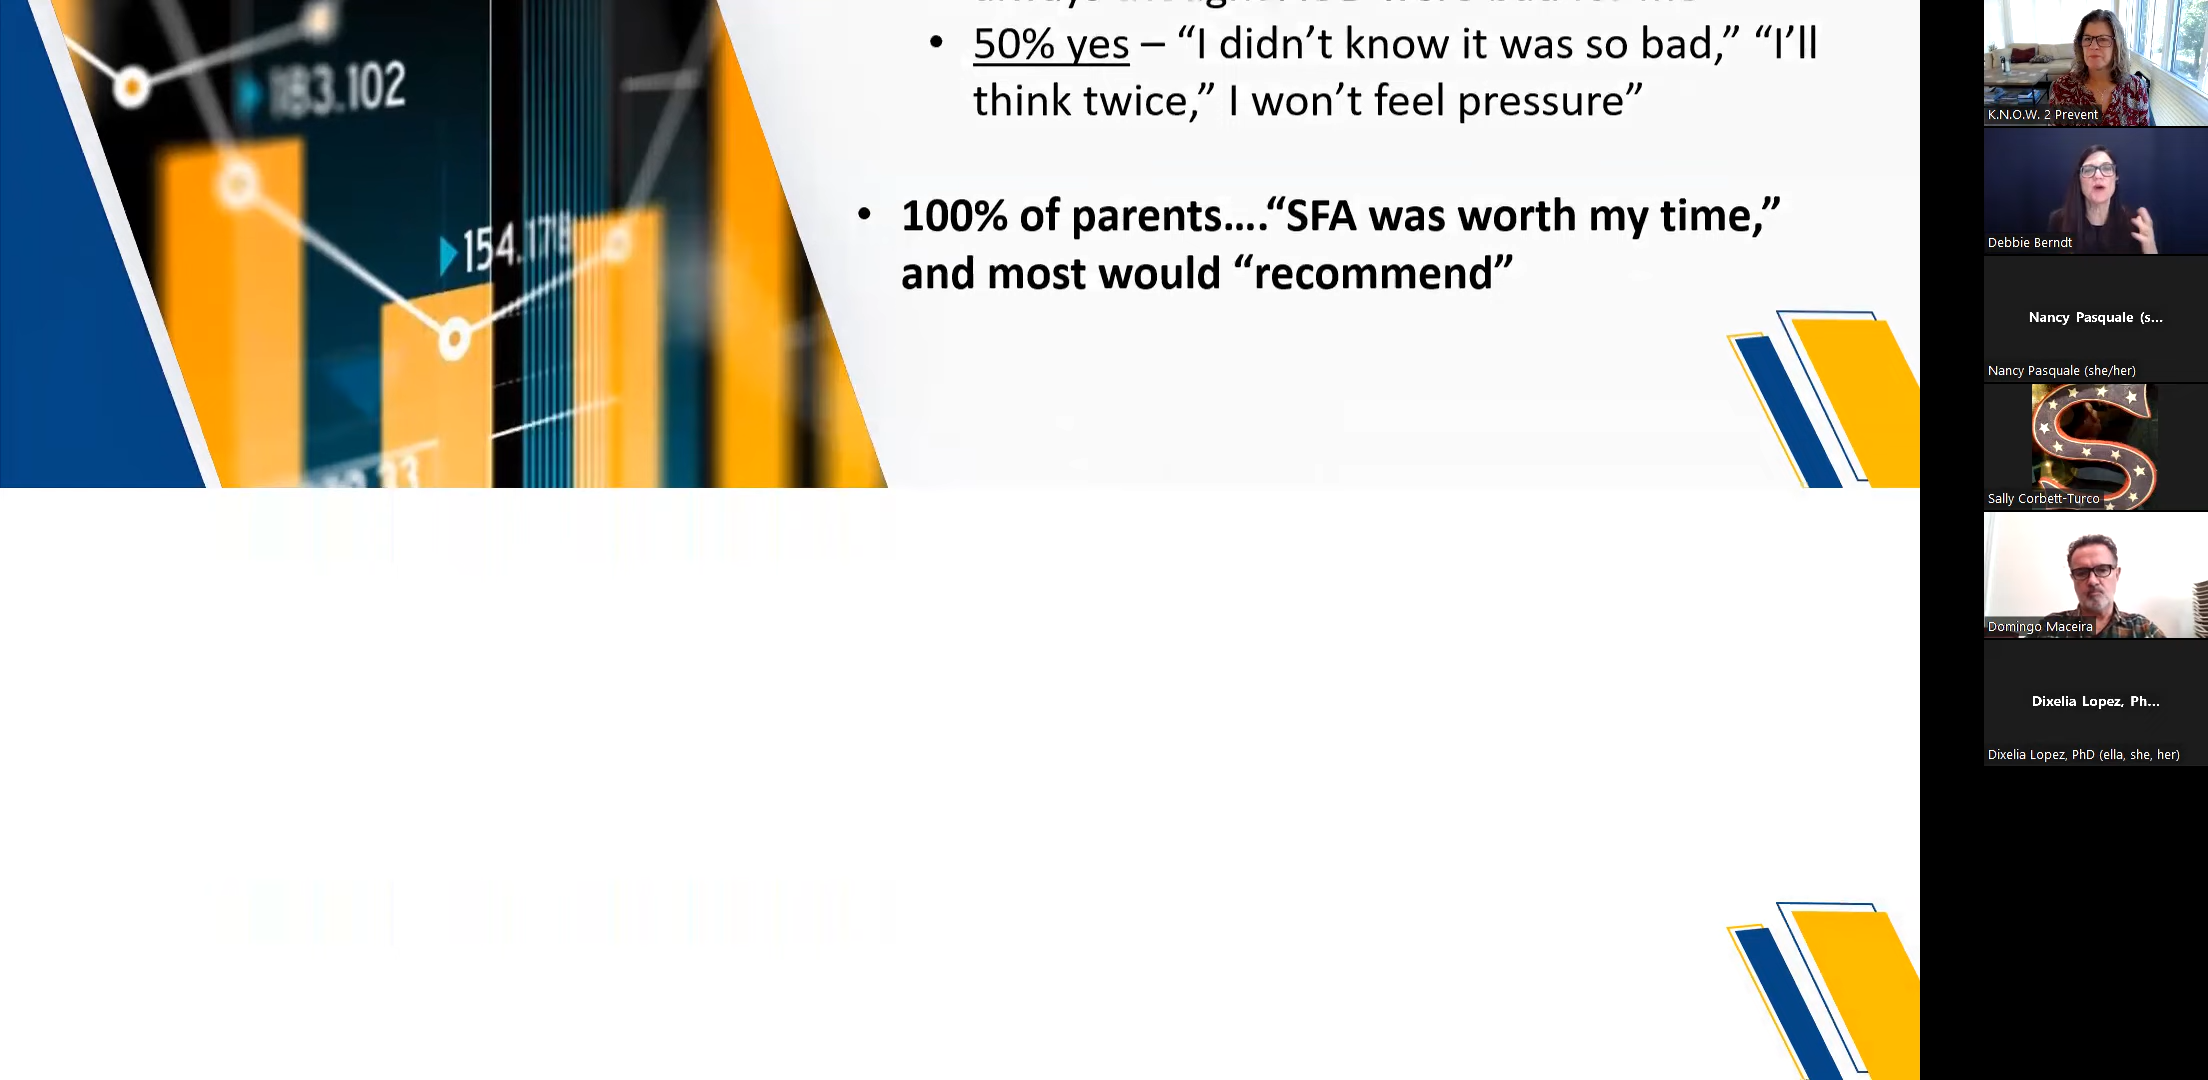 183.102
154.178
• 50% yes – “I didn’t know it was so bad,” “I’ll
think twice,” I won’t feel pressure”
• 100% of parents....“SFA was worth my time,”
and most would “recommend”
K.N.O.W. 2 Prevent
Debbie Berndt
Nancy Pasquale (s...
Nancy Pasquale (she/her)
S
Sally Corbett-Turco
Domingo Maceira
Dixelia Lopez, Ph...
Dixelia Lopez, PhD (ella, she, her)